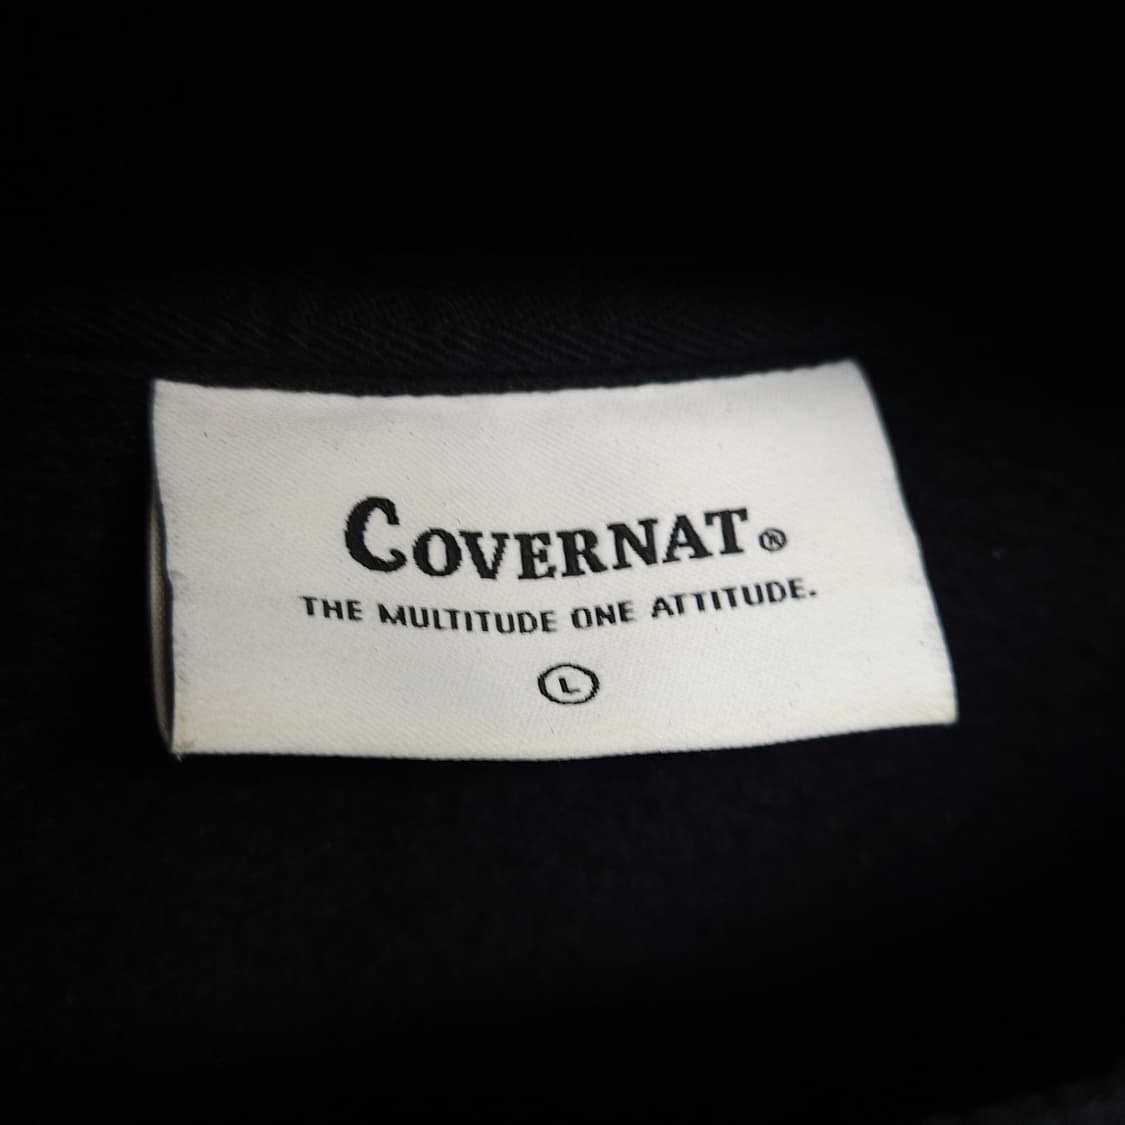 COVERNAT®
THE MULTITUDE ONE ATTITUDE.
L